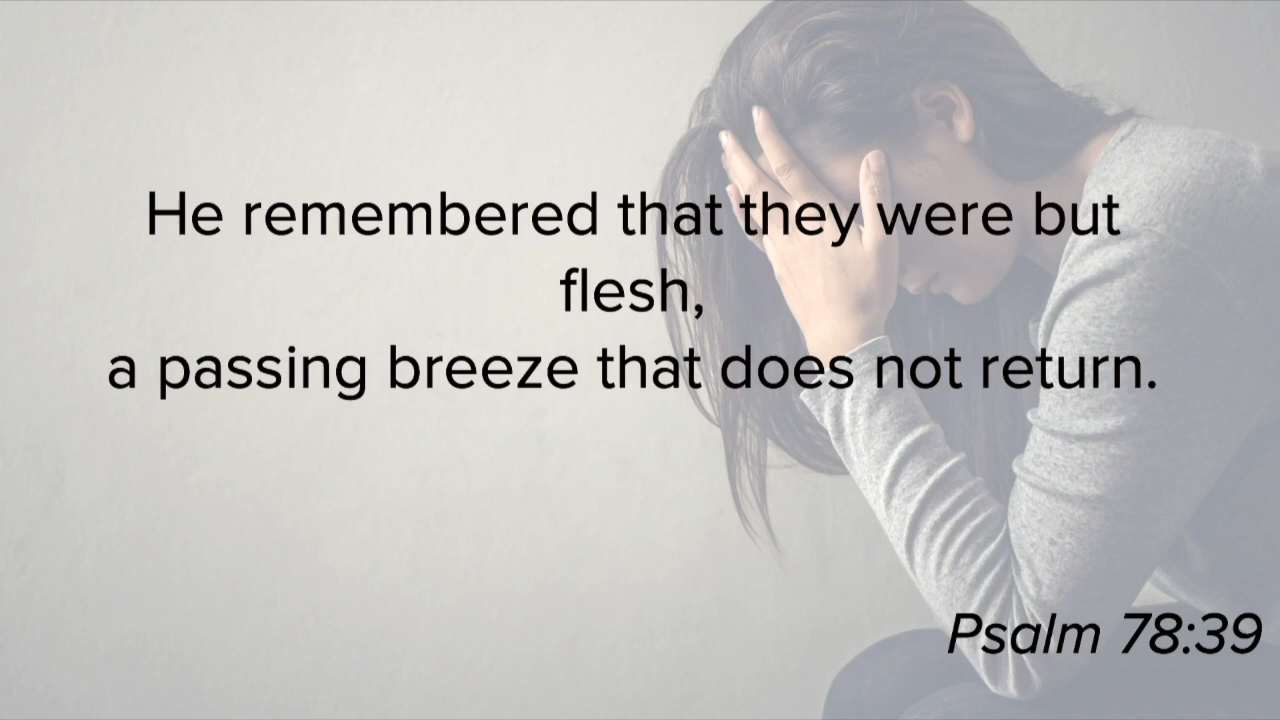 He remembered that they were but
flesh,
a passing breeze that does not return.
Psalm 78:39